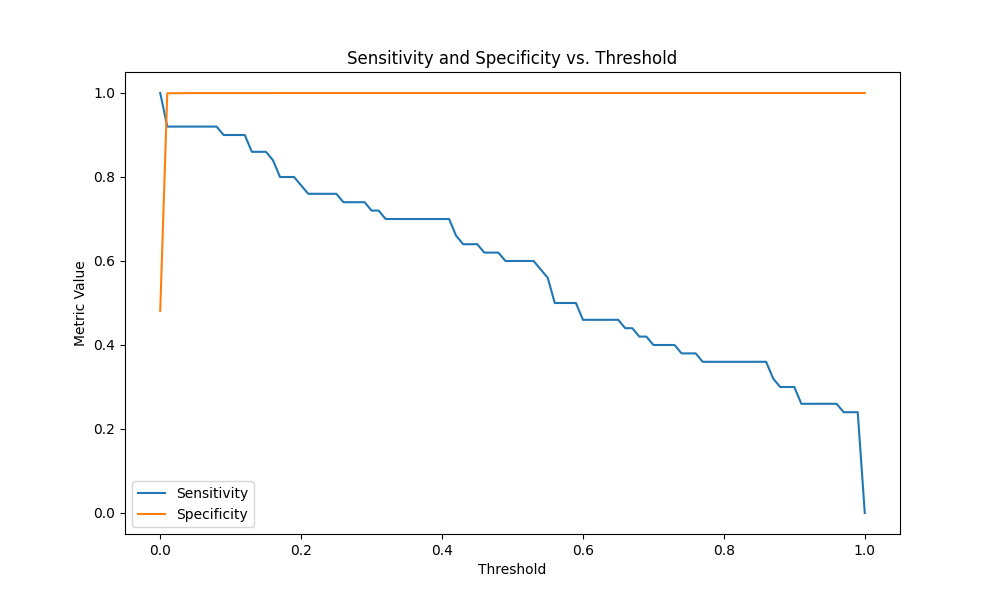 Sensitivity and Specificity vs. Threshold
1.0
0.8
0.6
0.4
0.2
0.0
Metric Value
Sensitivity
Specificity
0.0 0.2 0.4 0.6 0.8 1.0
Threshold